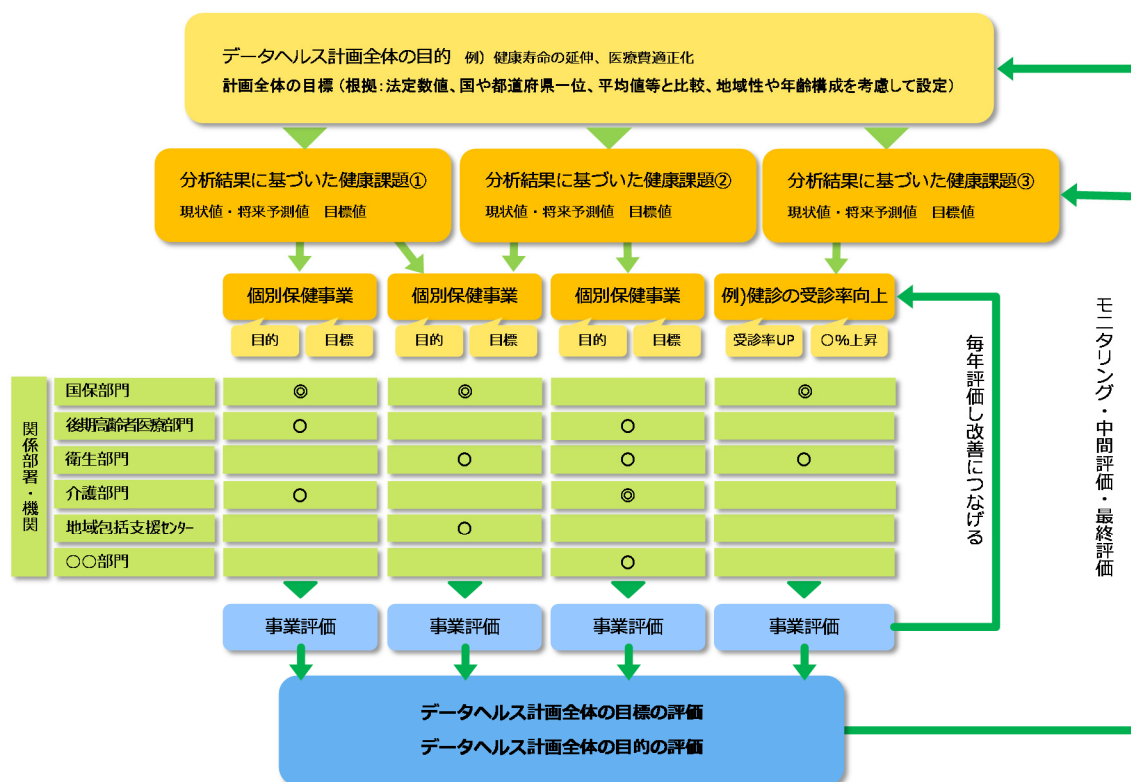 データヘルス計画全体の目的 例）健康寿命の延伸、医療費適正化
計画全体の目標（根拠：法定数値、国や都道府県一位、平均値等と比較、地域性や年齢構成を考慮して設定）
分析結果に基づいた健康課題①
現状値・将来予測値 目標値
分析結果に基づいた健康課題②
現状値・将来予測値 目標値
分析結果に基づいた健康課題③
現状値・将来予測値 目標値
個別保健事業
個別保健事業
個別保健事業
例)健診の受診率向上
目的
目標
目的
目標
目的
目標
受診率UP
〇％上昇
関係部署・機関
国保部門 ◎ ◎ ◎
後期高齢者医療部門 ○ ○
衛生部門 ○ ○ ○
介護部門 ○ ◎
地域包括支援ｾﾝﾀｰ ○
〇〇部門 ○
事業評価
事業評価
事業評価
事業評価
毎年評価し改善につなげる
モニタリング・中間評価・最終評価
データヘルス計画全体の目標の評価
データヘルス計画全体の目的の評価